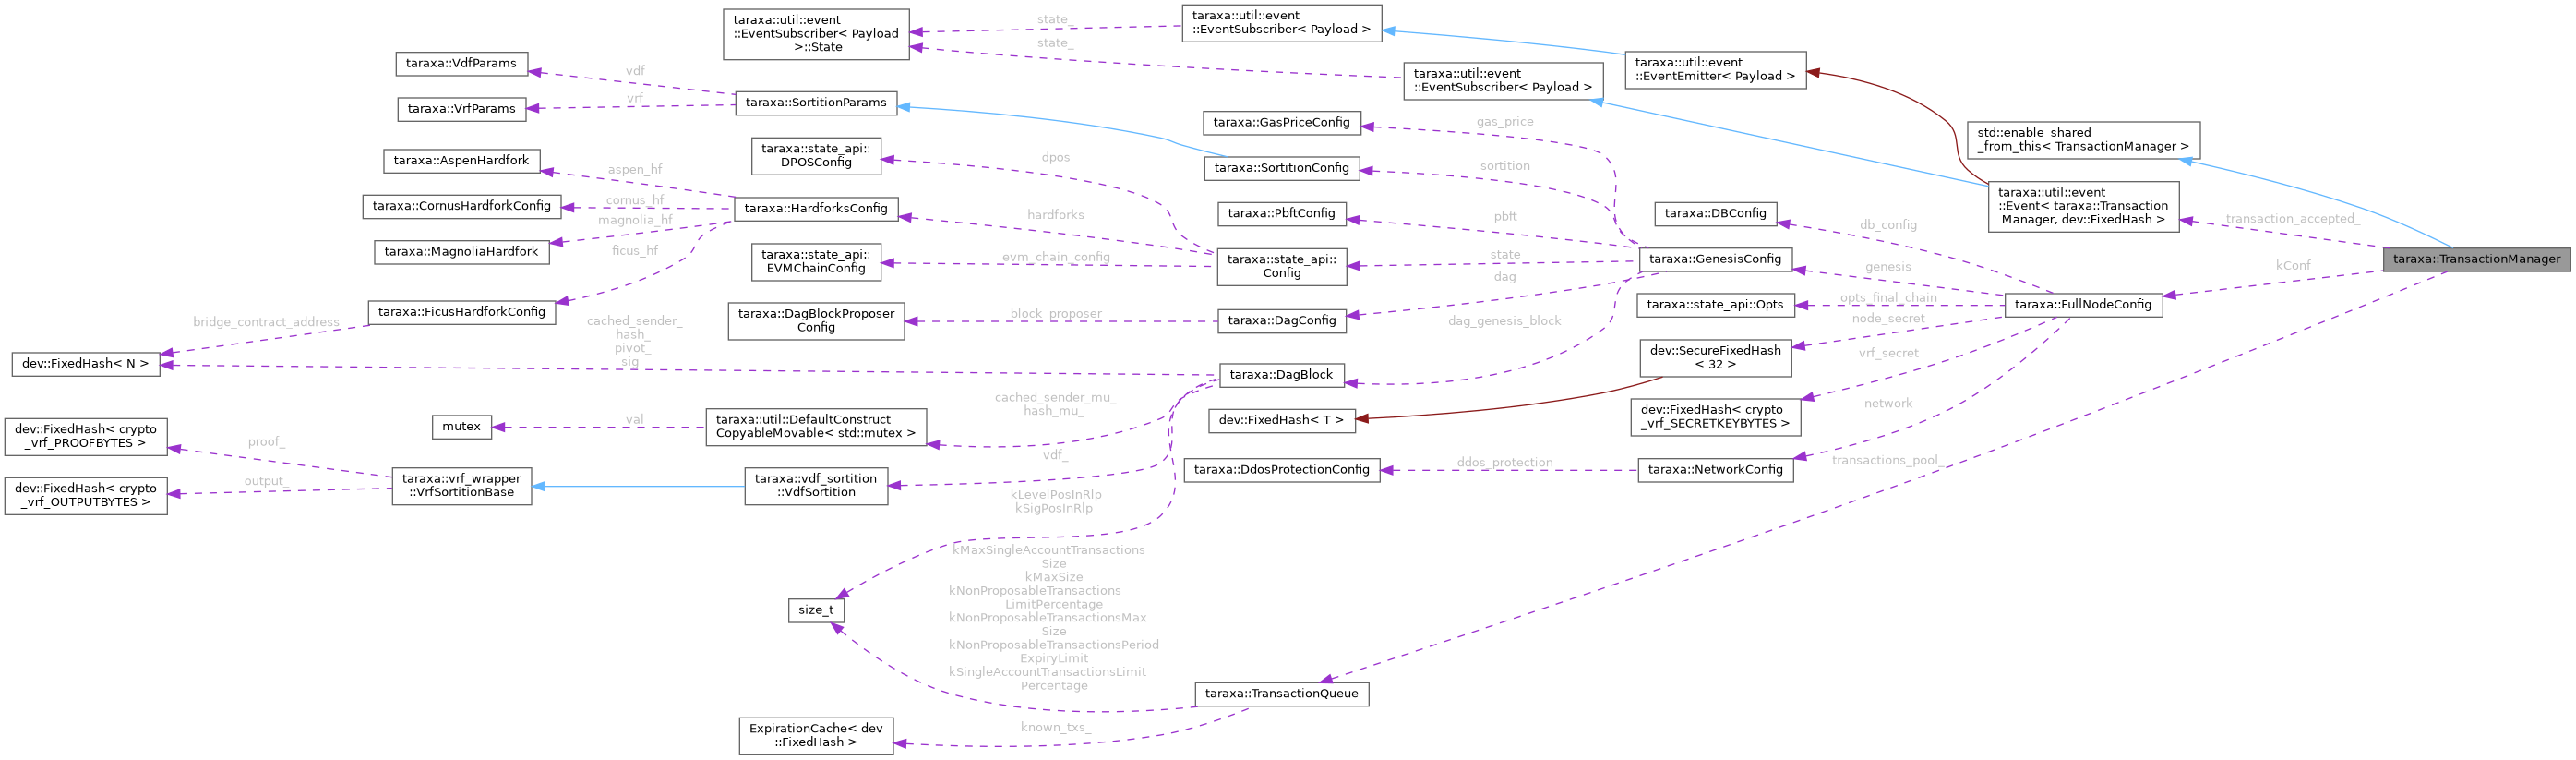 taraxa::util::event
::EventSubscriber< Payload
>::State
state_
state_
taraxa::util::event
::EventSubscriber< Payload >
taraxa::util::event
::EventSubscriber< Payload >
taraxa::util::event
::EventEmitter< Payload >
taraxa::VdfParams
vdf
taraxa::VrfParams
vrf
taraxa::SortitionParams
taraxa::GasPriceConfig
gas_price
std::enable_shared
_from_this< TransactionManager >
taraxa::state_api::
DPOSConfig
dpos
taraxa::SortitionConfig
sortition
taraxa::AspenHardfork
aspen_hf
taraxa::CornusHardforkConfig
cornus_hf
taraxa::HardforksConfig
hardforks
magnolia_hf
taraxa::MagnoliaHardfork
ficus_hf
taraxa::PbftConfig
pbft
taraxa::DBConfig
db_config
taraxa::util::event
::Event< taraxa::Transaction
Manager, dev::FixedHash >
transaction_accepted_
taraxa::TransactionManager
taraxa::state_api::
EVMChainConfig
evm_chain_config
taraxa::state_api::
Config
state
dag
taraxa::GenesisConfig
genesis
kConf
taraxa::FicusHardforkConfig
bridge_contract_address
taraxa::DagBlockProposer
Config
block_proposer
taraxa::DagConfig
dag_genesis_block
taraxa::state_api::Opts
opts_final_chain
node_secret
taraxa::FullNodeConfig
dev::FixedHash< N >
cached_sender_
hash_
pivot_
sig_
taraxa::DagBlock
dev::SecureFixedHash
< 32 >
vrf_secret
dev::FixedHash< T >
dev::FixedHash< crypto
_vrf_SECRETKEYBYTES >
network
cached_sender_mu_
hash_mu_
mutex
val
taraxa::util::DefaultConstruct
CopyableMovable< std::mutex >
dev::FixedHash< crypto
_vrf_PROOFBYTES >
proof_
dev::FixedHash< crypto
_vrf_OUTPUTBYTES >
output_
taraxa::vrf_wrapper
::VrfSortitionBase
taraxa::vdf_sortition
::VdfSortition
vdf_
taraxa::DdosProtectionConfig
ddos_protection
taraxa::NetworkConfig
transactions_pool_
kLevelPosInRlp
kSigPosInRlp
kMaxSingleAccountTransactions
Size
kMaxSize
kNonProposableTransactions
LimitPercentage
kNonProposableTransactionsMax
Size
kNonProposableTransactionsPeriod
ExpiryLimit
kSingleAccountTransactionsLimit
Percentage
size_t
taraxa::TransactionQueue
known_txs_
ExpirationCache< dev
::FixedHash >